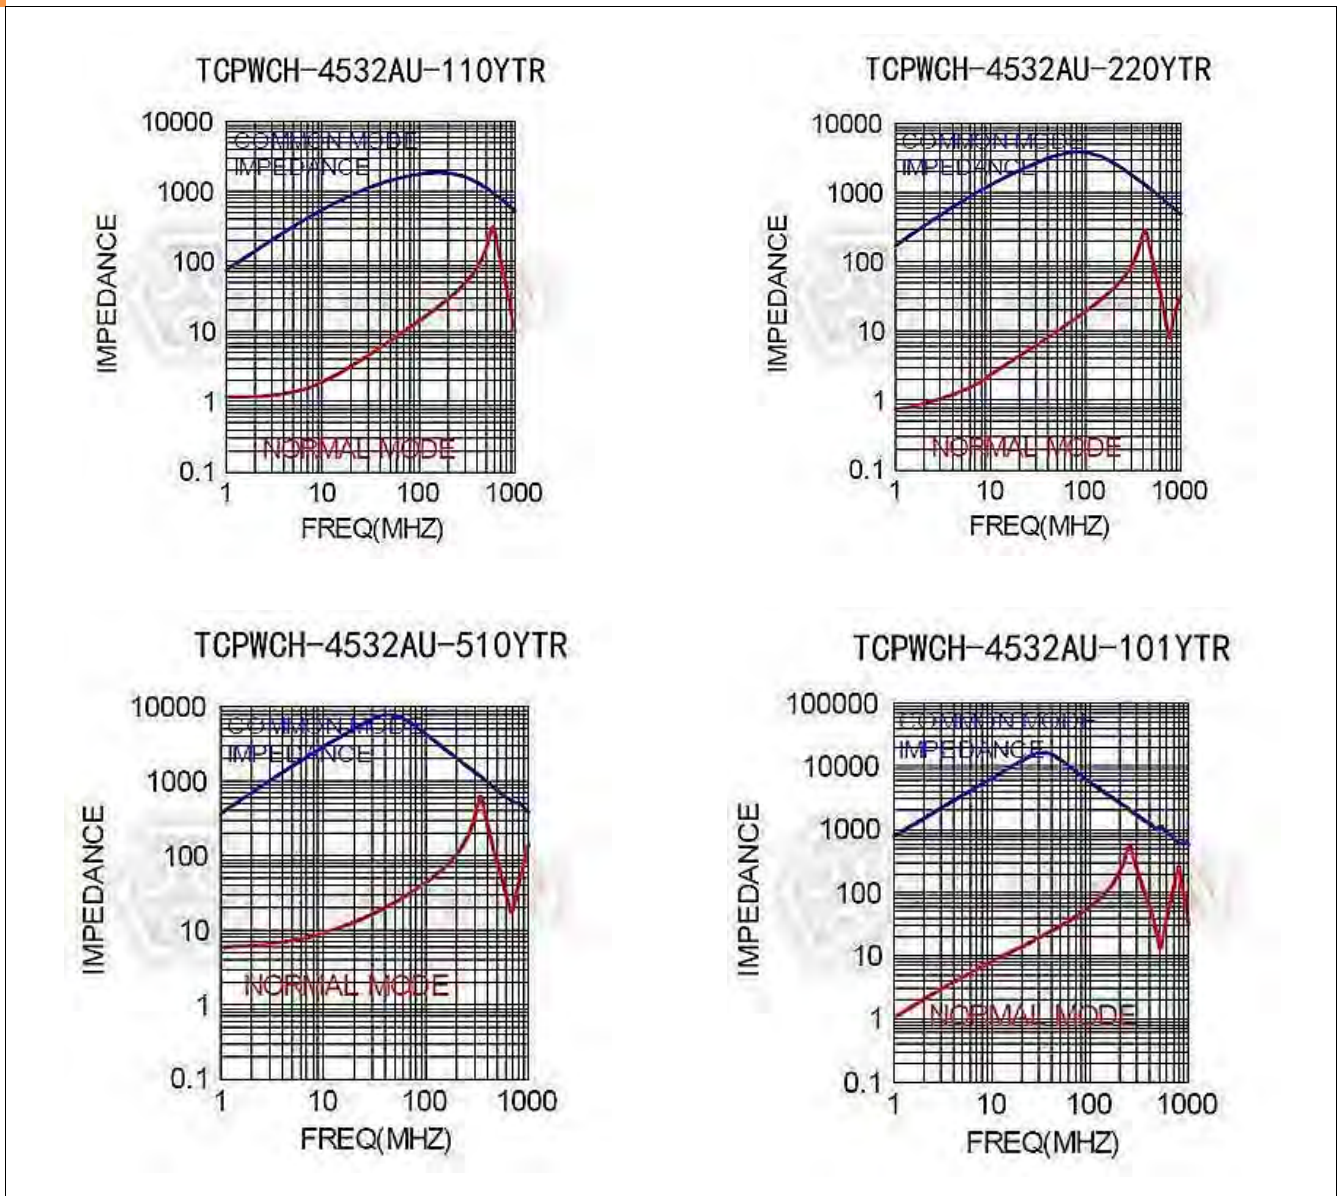 TCPWCH-4532AU-110YTR
10000
COMMON MODE
IMPEDANCE
1000
100
10
1
0.1
IMPEDANCE
NORMAL MODE
1 10 100 1000
FREQ(MHZ)
TCPWCH-4532AU-220YTR
10000
COMMON MODE
IMPEDANCE
1000
100
10
1
0.1
IMPEDANCE
NORMAL MODE
1 10 100 1000
FREQ(MHZ)
TCPWCH-4532AU-510YTR
10000
COMMON MODE
IMPEDANCE
1000
100
10
1
0.1
IMPEDANCE
NORMAL MODE
1 10 100 1000
FREQ(MHZ)
TCPWCH-4532AU-101YTR
100000
COMMON MODE
IMPEDANCE
10000
1000
100
10
1
0.1
IMPEDANCE
NORMAL MODE
1 10 100 1000
FREQ(MHZ)